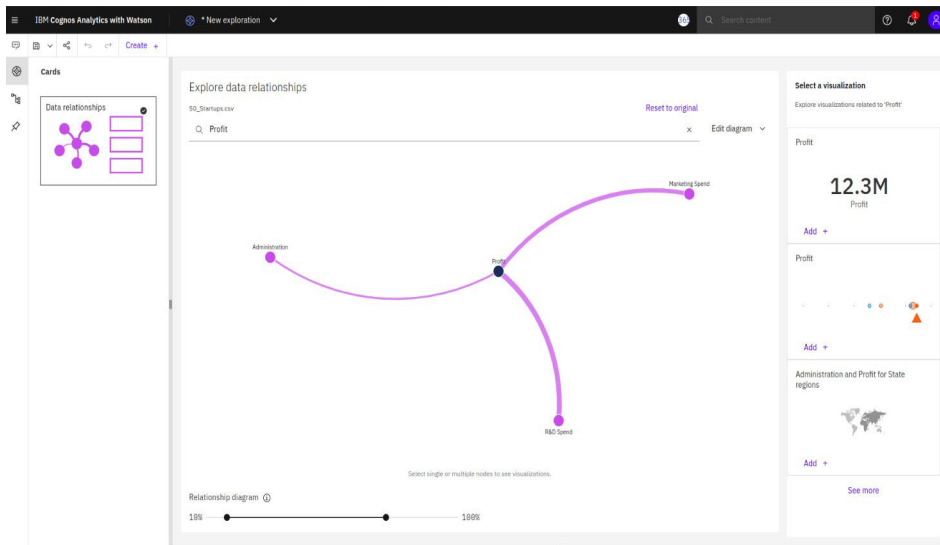 IBM Cognos Analytics with Watson
* New exploration
Search content
1
Create +
Cards
Data relationships
Explore data relationships
50_Startups.csv
Reset to original
Profit
Edit diagram
Marketing Spend
Administration
Profit
R&D Spend
Select single or multiple nodes to see visualizations.
Relationship diagram
10%
100%
Select a visualization
Explore visualizations related to 'Profit'
Profit
12.3M
Profit
Add +
Profit
Add +
Administration and Profit for State
regions
Add +
See more